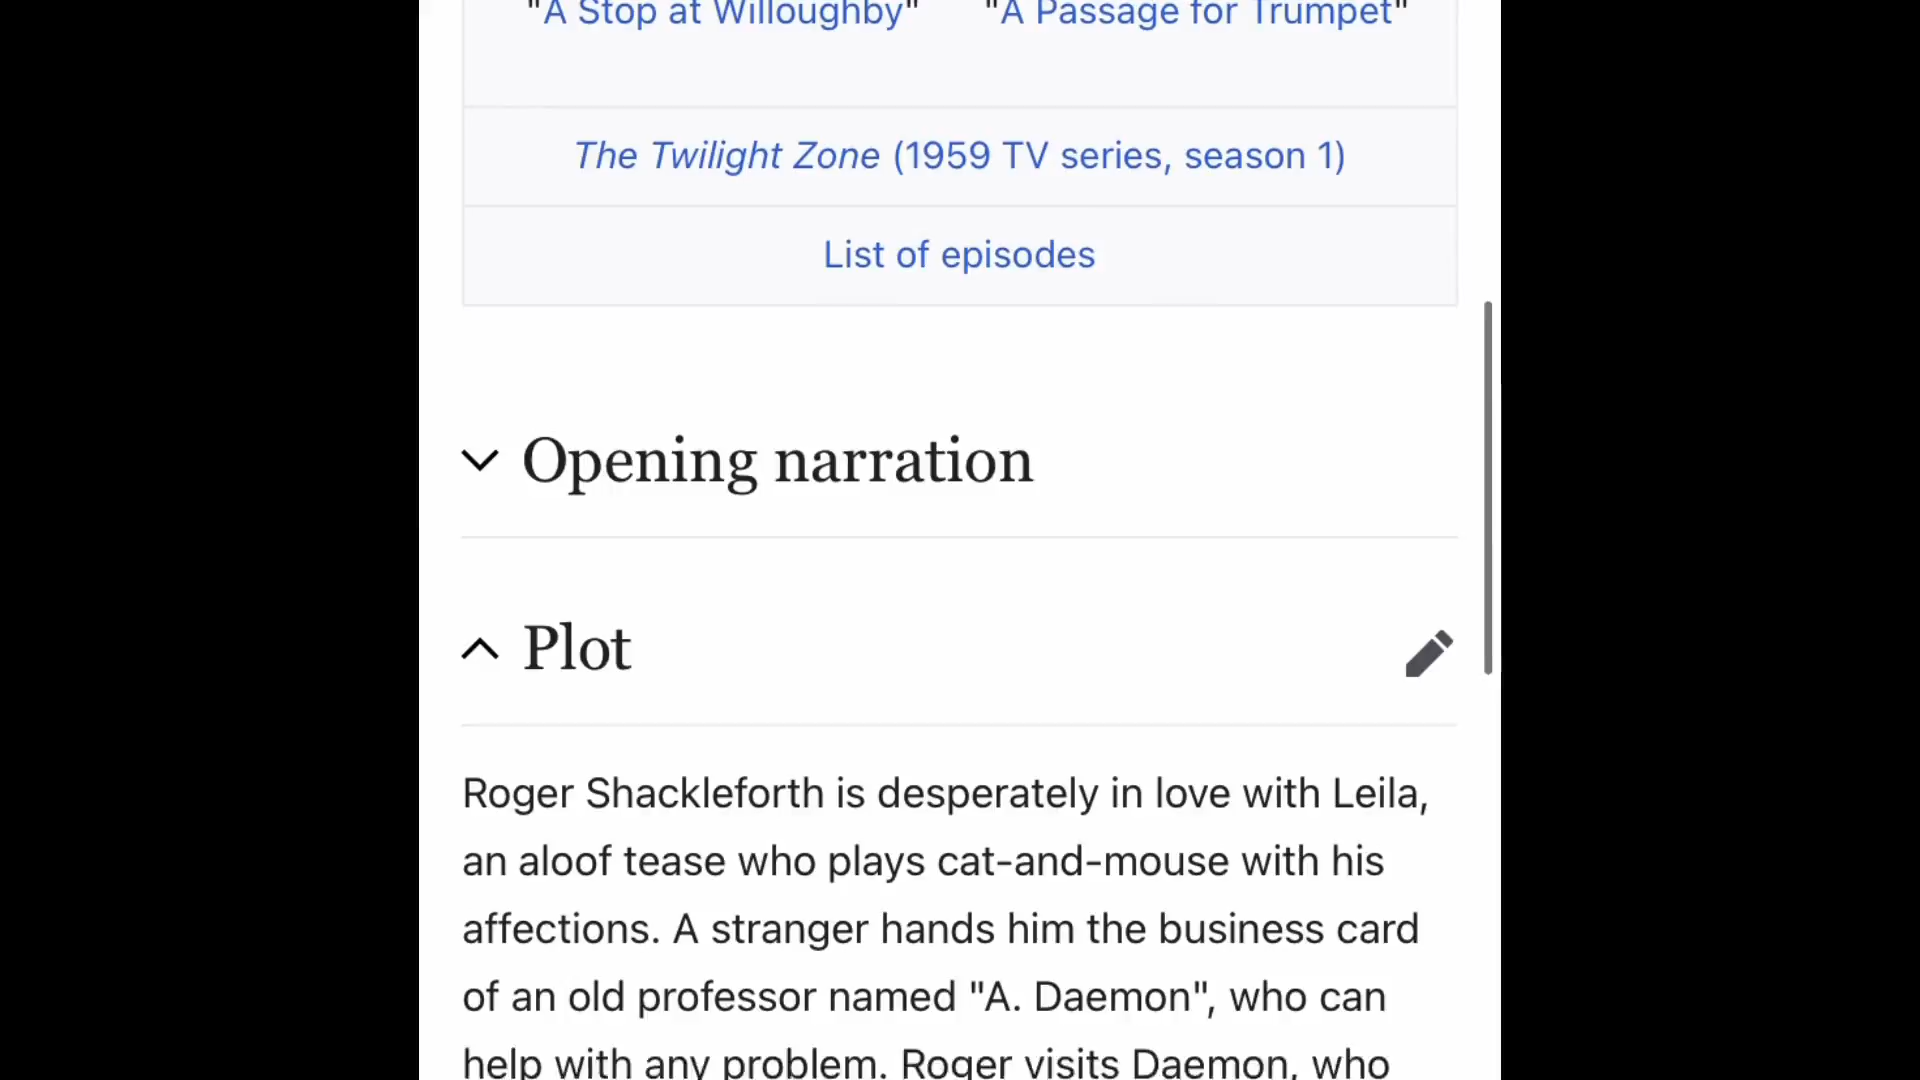 "A Stop at Willoughby" "A Passage for Trumpet"
The Twilight Zone (1959 TV series, season 1)
List of episodes
Opening narration
Plot
Roger Shackleforth is desperately in love with Leila,
an aloof tease who plays cat-and-mouse with his
affections. A stranger hands him the business card
of an old professor named "A. Daemon", who can
help with any problem. Roger visits Daemon, who